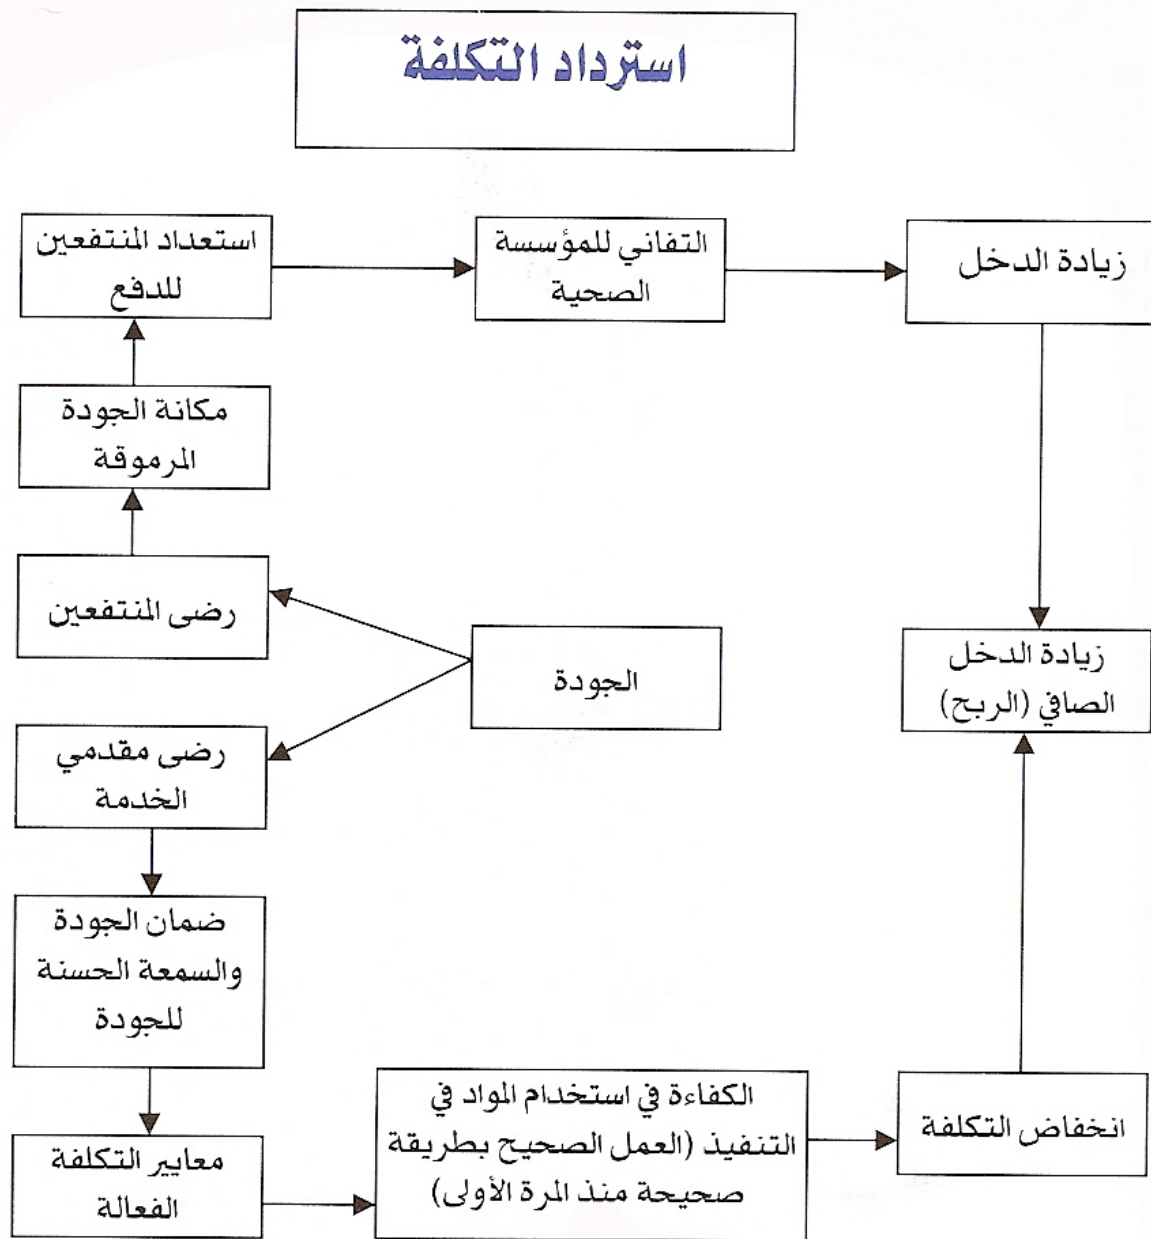 استرداد التكلفة
زيادة الدخل
التفاني للمؤسسة
الصحية
استعداد المنتفعين
للدفع
مكانة الجودة
المرموقة
رضى المنتفعين
الجودة
زيادة الدخل
الصافي (الربح)
رضى مقدمي
الخدمة
ضمان الجودة
والسمعة الحسنة
للجودة
معايير التكلفة
الفعالة
الكفاءة في استخدام المواد في
التنفيذ (العمل الصحيح بطريقة
صحيحة منذ المرة الأولى)
انخفاض التكلفة